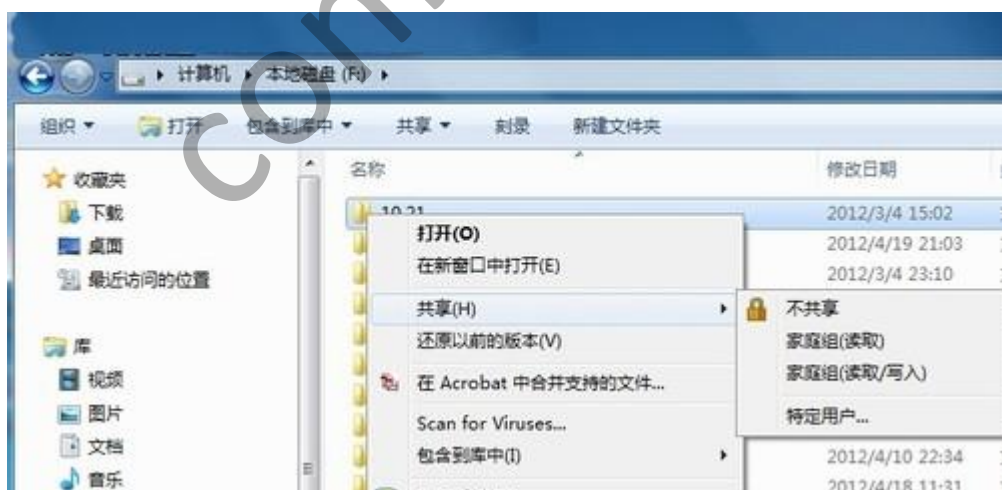 com
计算机 本地磁盘 (F:)
组织 打开 包含到库中 共享 刻录 新建文件夹
名称 修改日期
收藏夹
下载
桌面
最近访问的位置
库
视频
图片
文档
音乐
10.21 2012/3/4 15:02
2012/4/19 21:03
2012/3/4 23:10
打开(O)
在新窗口中打开(E)
共享(H)
还原以前的版本(V)
在 Acrobat 中合并支持的文件...
Scan for Viruses...
包含到库中(I)
不共享
家庭组(读取)
家庭组(读取/写入)
特定用户...
2012/4/10 22:34
2012/4/18 11:31